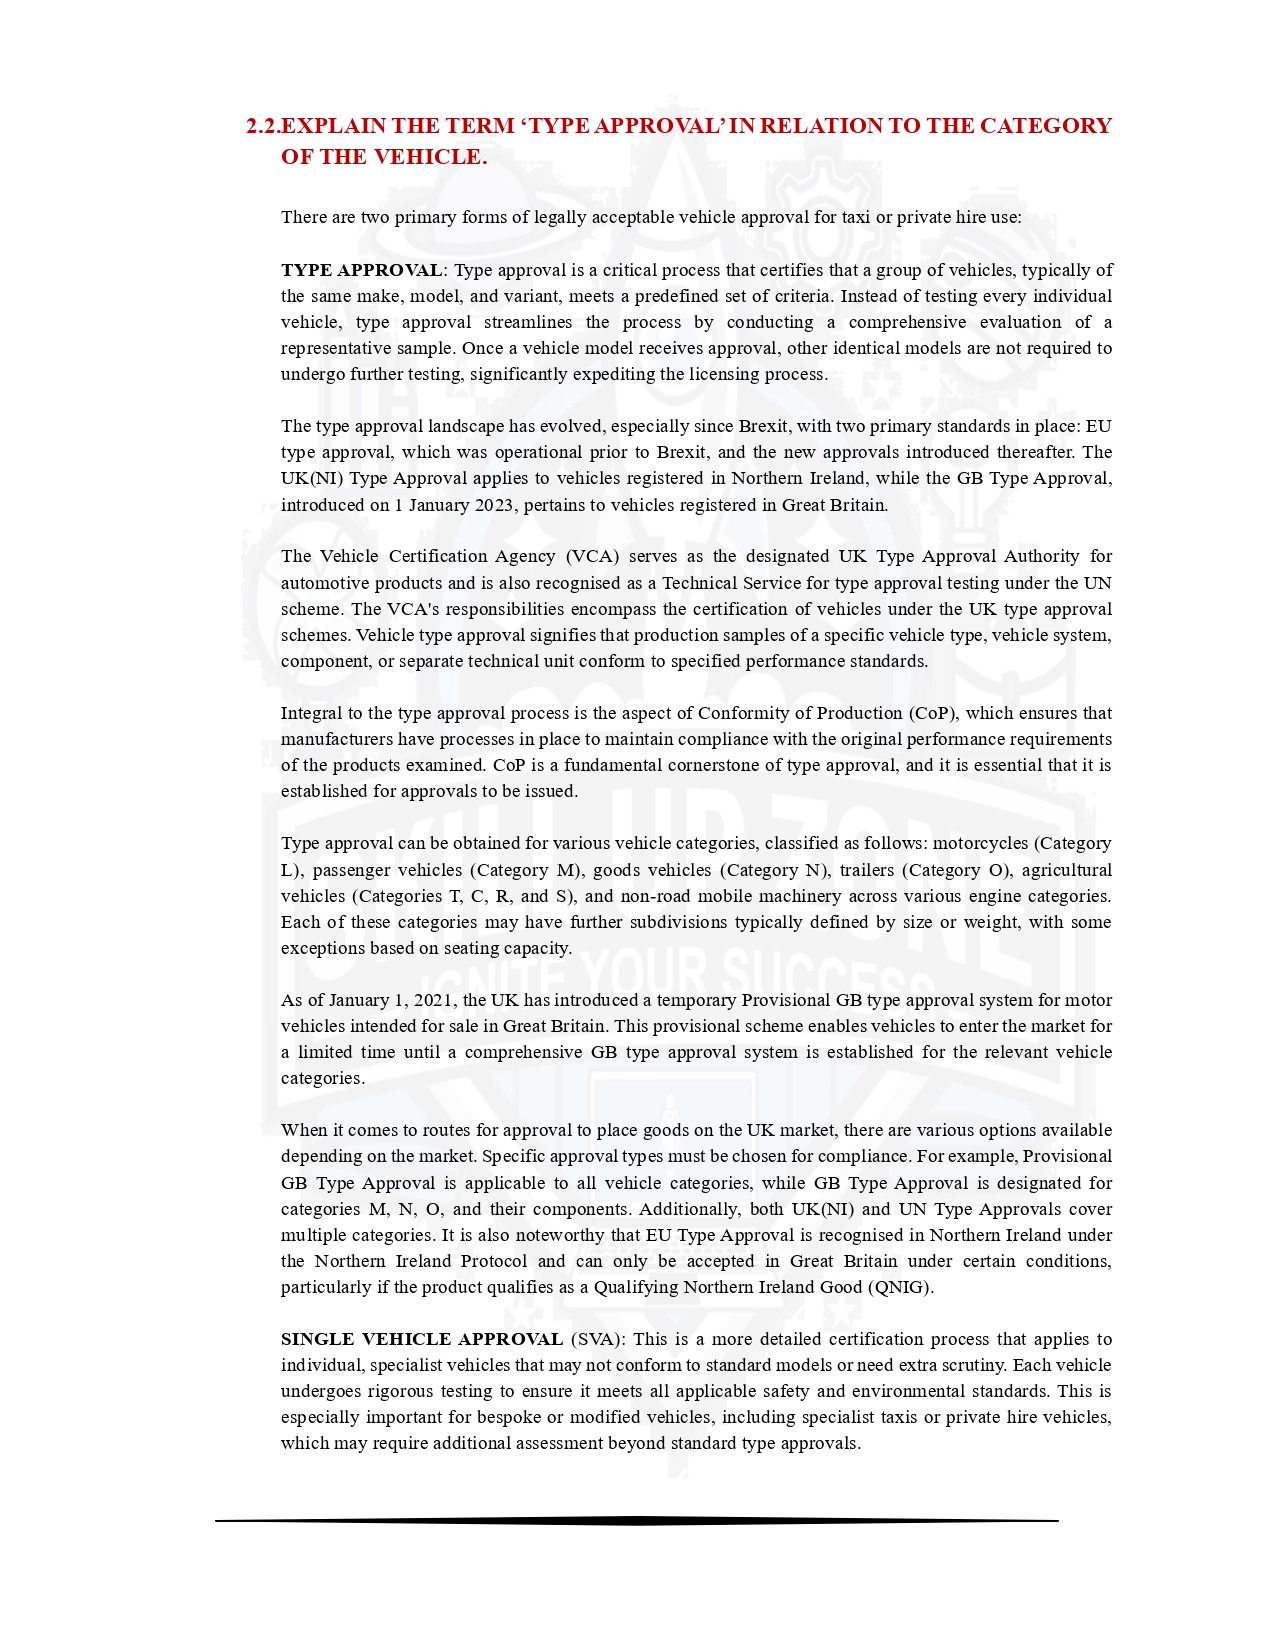 2.2.EXPLAIN THE TERM ‘TYPE APPROVAL’ IN RELATION TO THE CATEGORY
OF THE VEHICLE.
There are two primary forms of legally acceptable vehicle approval for taxi or private hire use:
TYPE APPROVAL: Type approval is a critical process that certifies that a group of vehicles, typically of
the same make, model, and variant, meets a predefined set of criteria. Instead of testing every individual
vehicle, type approval streamlines the process by conducting a comprehensive evaluation of a
representative sample. Once a vehicle model receives approval, other identical models are not required to
undergo further testing, significantly expediting the licensing process.
The type approval landscape has evolved, especially since Brexit, with two primary standards in place: EU
type approval, which was operational prior to Brexit, and the new approvals introduced thereafter. The
UK(NI) Type Approval applies to vehicles registered in Northern Ireland, while the GB Type Approval,
introduced on 1 January 2023, pertains to vehicles registered in Great Britain.
The Vehicle Certification Agency (VCA) serves as the designated UK Type Approval Authority for
automotive products and is also recognised as a Technical Service for type approval testing under the UN
scheme. The VCA's responsibilities encompass the certification of vehicles under the UK type approval
schemes. Vehicle type approval signifies that production samples of a specific vehicle type, vehicle system,
component, or separate technical unit conform to specified performance standards.
Integral to the type approval process is the aspect of Conformity of Production (CoP), which ensures that
manufacturers have processes in place to maintain compliance with the original performance requirements
of the products examined. CoP is a fundamental cornerstone of type approval, and it is essential that it is
established for approvals to be issued.
Type approval can be obtained for various vehicle categories, classified as follows: motorcycles (Category
L), passenger vehicles (Category M), goods vehicles (Category N), trailers (Category O), agricultural
vehicles (Categories T, C, R, and S), and non-road mobile machinery across various engine categories.
Each of these categories may have further subdivisions typically defined by size or weight, with some
exceptions based on seating capacity.
As of January 1, 2021, the UK has introduced a temporary Provisional GB type approval system for motor
vehicles intended for sale in Great Britain. This provisional scheme enables vehicles to enter the market for
a limited time until a comprehensive GB type approval system is established for the relevant vehicle
categories.
When it comes to routes for approval to place goods on the UK market, there are various options available
depending on the market. Specific approval types must be chosen for compliance. For example, Provisional
GB Type Approval is applicable to all vehicle categories, while GB Type Approval is designated for
categories M, N, O, and their components. Additionally, both UK(NI) and UN Type Approvals cover
multiple categories. It is also noteworthy that EU Type Approval is recognised in Northern Ireland under
the Northern Ireland Protocol and can only be accepted in Great Britain under certain conditions,
particularly if the product qualifies as a Qualifying Northern Ireland Good (QNIG).
SINGLE VEHICLE APPROVAL (SVA): This is a more detailed certification process that applies to
individual, specialist vehicles that may not conform to standard models or need extra scrutiny. Each vehicle
undergoes rigorous testing to ensure it meets all applicable safety and environmental standards. This is
especially important for bespoke or modified vehicles, including specialist taxis or private hire vehicles,
which may require additional assessment beyond standard type approvals.
SKILL UP ZONE
IGNITE YOUR SUCCESS